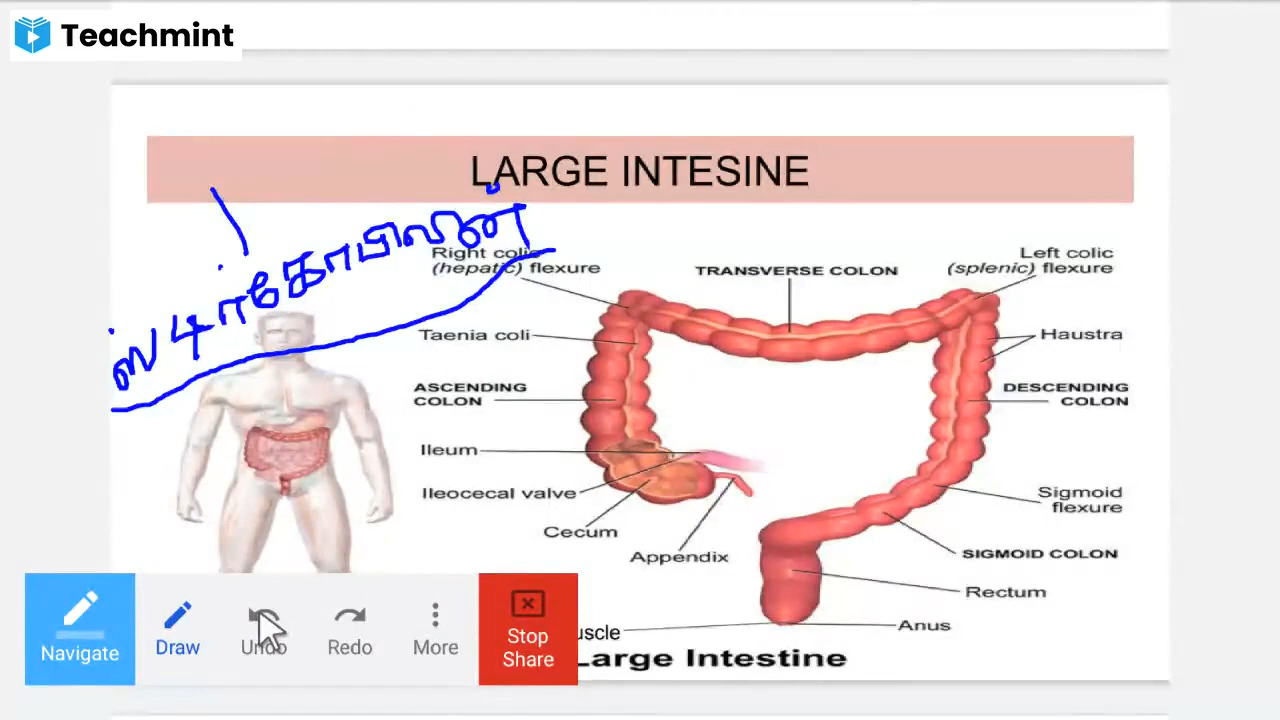 Teachmint
LARGE INTESINE
ஸ்டார்கோபிலின்
Right colic
(hepatic) flexure
TRANSVERSE COLON
Left colic
(splenic) flexure
Taenia coli
Haustra
ASCENDING
COLON
DESCENDING
COLON
Ileum
Ileocecal valve
Sigmoid
flexure
Cecum
Appendix
SIGMOID COLON
Rectum
Anus
Large Intestine
Navigate
Draw
Undo
Redo
More
Stop
Share